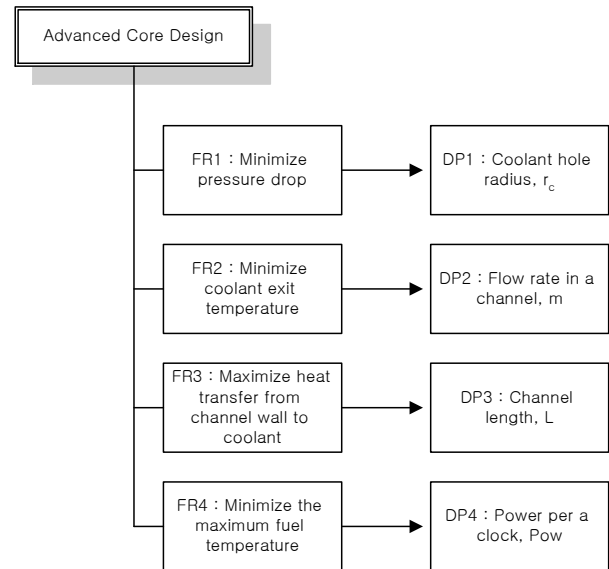 Advanced Core Design
FR1 : Minimize
pressure drop
DP1 : Coolant hole
radius, rc
FR2 : Minimize
coolant exit
temperature
DP2 : Flow rate in a
channel, m
FR3 : Maximize heat
transfer from
channel wall to
coolant
DP3 : Channel
length, L
FR4 : Minimize the
maximum fuel
temperature
DP4 : Power per a
clock, Pow